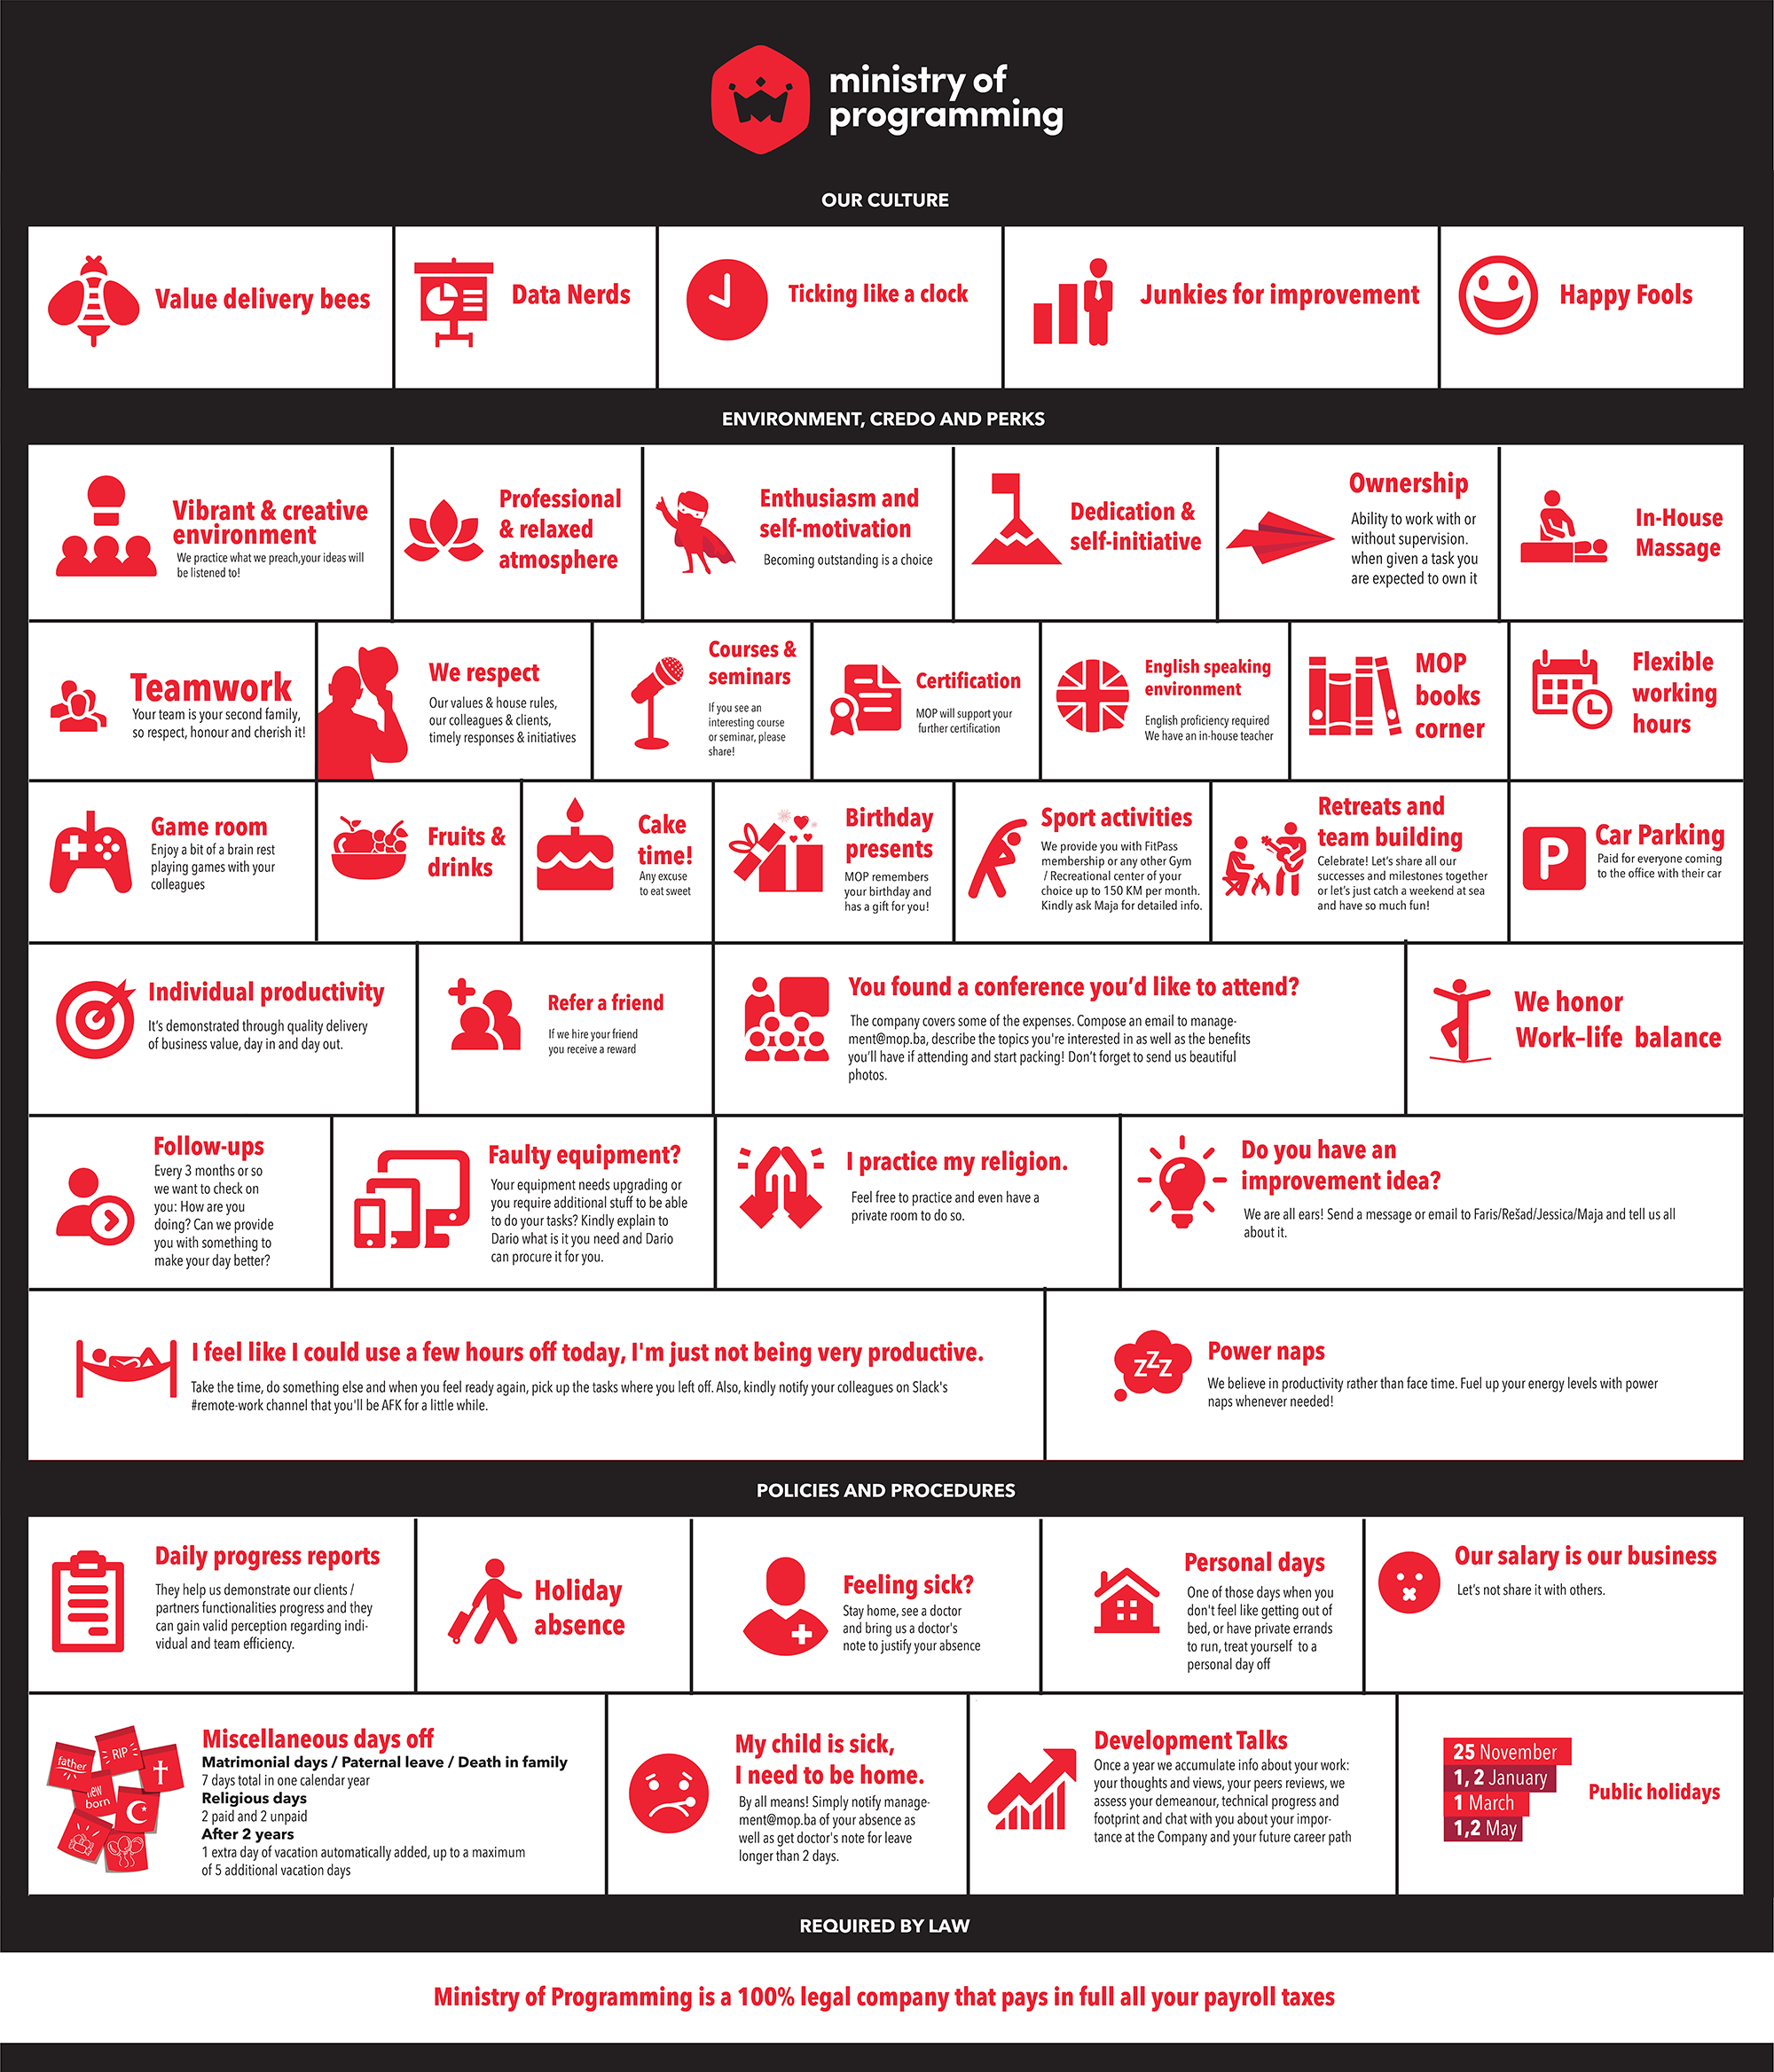 ministry of
programming
OUR CULTURE
Value delivery bees
Data Nerds
Ticking like a clock
Junkies for improvement
Happy Fools
ENVIRONMENT, CREDO AND PERKS
Vibrant & creative
environment
We practice what we preach,your ideas will
be listened to!
Professional
& relaxed
atmosphere
Enthusiasm and
self-motivation
Becoming outstanding is a choice
Dedication &
self-initiative
Ownership
Ability to work with or
without supervision.
when given a task you
are expected to own it
In-House
Massage
Teamwork
Your team is your second family,
so respect, honour and cherish it!
We respect
Our values & house rules,
our colleagues & clients,
timely responses & initiatives
Courses &
seminars
If you see an
interesting course
or seminar, please
share!
Certification
MOP will support your
further certification
English speaking
environment
English proficiency required
We have an in-house teacher
MOP
books
corner
Flexible
working
hours
Game room
Enjoy a bit of a brain rest
playing games with your
colleagues
Fruits &
drinks
Cake
time!
Any excuse
to eat sweet
Birthday
presents
MOP remembers
your birthday and
has a gift for you!
Sport activities
We provide you with FitPass
membership or any other Gym
/ Recreational center of your
choice up to 150 KM per month.
Kindly ask Maja for detailed info.
Retreats and
team building
Celebrate! Let's share all our
successes and milestones together
or let's just catch a weekend at sea
and have so much fun!
P
Car Parking
Paid for everyone coming
to the office with their car
Individual productivity
It's demonstrated through quality delivery
of business value, day in and day out.
Refer a friend
If we hire your friend
you receive a reward
You found a conference you'd like to attend?
The company covers some of the expenses. Compose an email to manage-
ment@mop.ba, describe the topics you're interested in as well as the benefits
you'll have if attending and start packing! Don't forget to send us beautiful
photos.
We honor
Work-life balance
Follow-ups
Every 3 months or so
we want to check on
you: How are you
doing? Can we provide
you with something to
make your day better?
Faulty equipment?
Your equipment needs upgrading or
you require additional stuff to be able
to do your tasks? Kindly explain to
Dario what is it you need and Dario
can procure it for you.
I practice my religion.
Feel free to practice and even have a
private room to do so.
Do you have an
improvement idea?
We are all ears! Send a message or email to Faris/Rešad/Jessica/Maja and tell us all
about it.
I feel like I could use a few hours off today, I'm just not being very productive.
Take the time, do something else and when you feel ready again, pick up the tasks where you left off. Also, kindly notify your colleagues on Slack's
#remote-work channel that you'll be AFK for a little while.
zzz
Power naps
We believe in productivity rather than face time. Fuel up your energy levels with power
naps whenever needed!
POLICIES AND PROCEDURES
Daily progress reports
They help us demonstrate our clients /
partners functionalities progress and they
can gain valid perception regarding indi-
vidual and team efficiency.
Holiday
absence
Feeling sick?
Stay home, see a doctor
and bring us a doctor's
note to justify your absence
Personal days
One of those days when you
don't feel like getting out of
bed, or have private errands
to run, treat yourself to a
personal day off
Our salary is our business
Let's not share it with others.
father
RIP
new
born
Miscellaneous days off
Matrimonial days / Paternal leave / Death in family
7 days total in one calendar year
Religious days
2 paid and 2 unpaid
After 2 years
1 extra day of vacation automatically added, up to a maximum
of 5 additional vacation days
My child is sick,
I need to be home.
By all means! Simply notify manage-
ment@mop.ba of your absence as
well as get doctor's note for leave
longer than 2 days.
Development Talks
Once a year we accumulate info about your work:
your thoughts and views, your peers reviews, we
assess your demeanour, technical progress and
footprint and chat with you about your impor-
tance at the Company and your future career path
25 November
1, 2 January
1 March
1,2 May
Public holidays
REQUIRED BY LAW
Ministry of Programming is a 100% legal company that pays in full all your payroll taxes